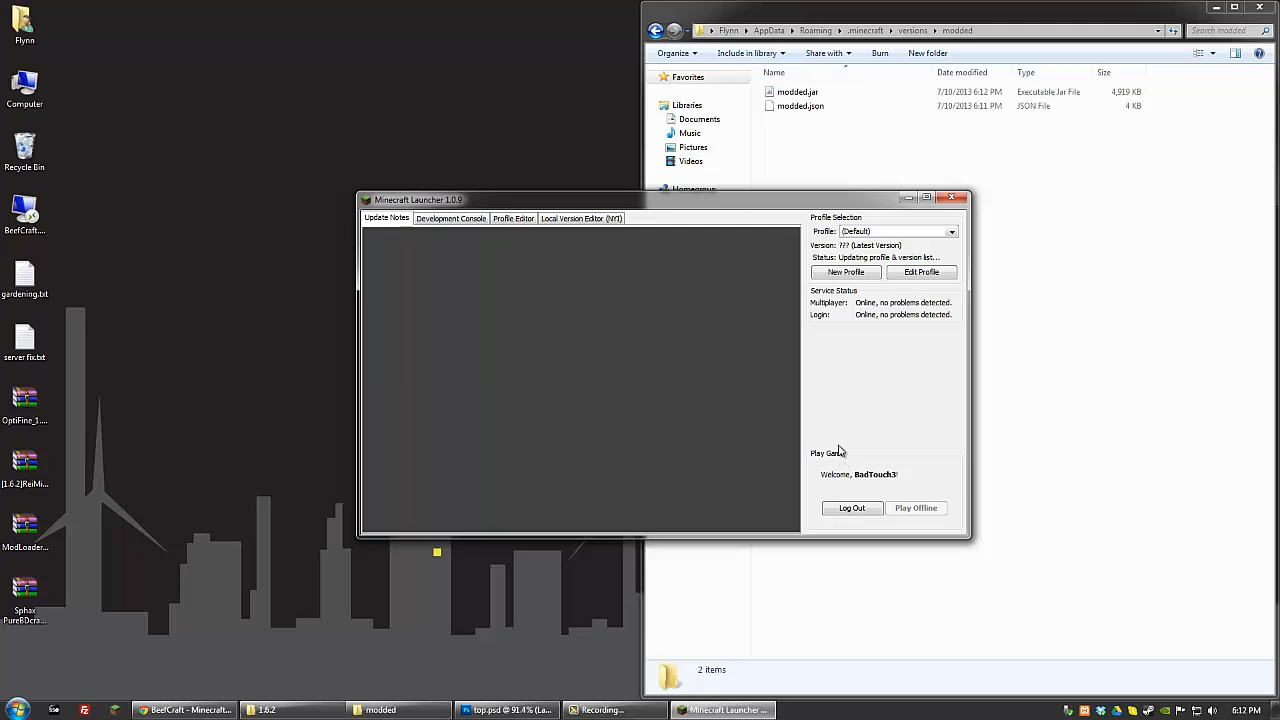 Flynn
Computer
Recycle Bin
BeefCraft....
gardening.txt
server fix.txt
OptiFine_1....
[1.6.2]ReiMi...
ModLoader...
Sphax
PureBDcra...
Flynn
AppData
Roaming
.minecraft
versions
modded
Search modded
Organize
Include in library
Share with
Burn
New folder
Name
Date modified
Type
Size
modded.jar
7/10/2013 6:12 PM
Executable Jar File
4,919 KB
modded.json
7/10/2013 6:11 PM
JSON File
4 KB
Favorites
Libraries
Documents
Music
Pictures
Videos
Homegroup
2 items
Minecraft Launcher 1.0.9
Update Notes
Development Console
Profile Editor
Local Version Editor (NYI)
Profile Selection
Profile: (Default)
Version: ??? (Latest Version)
Status: Updating profile & version list...
New Profile
Edit Profile
Service Status
Multiplayer: Online, no problems detected.
Login: Online, no problems detected.
Play Game
Welcome, BadTouch3!
Log Out
Play Offline
BeefCraft - Minecraft...
1.6.2
modded
top.psd @ 91.4% (La...
Recording...
Minecraft Launcher ...
6:12 PM